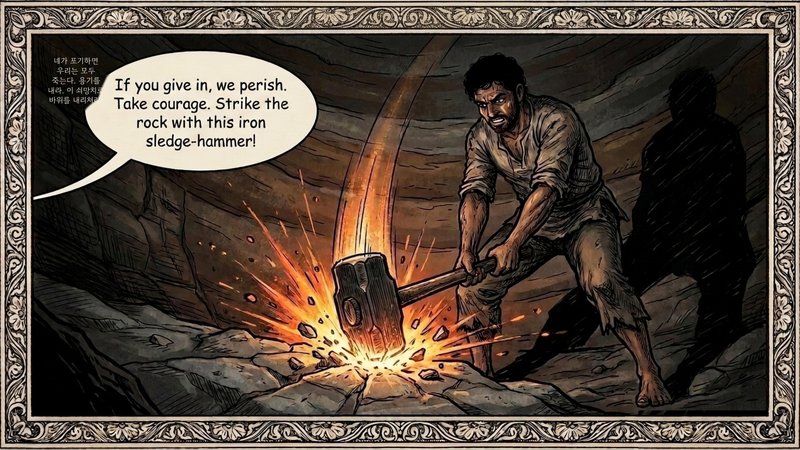 네가 포기하면
우리는 모두
죽는다. 용기를
내라. 이 쇠망치로
바위를 내리쳐라
If you give in, we perish.
Take courage. Strike the
rock with this iron
sledge-hammer!